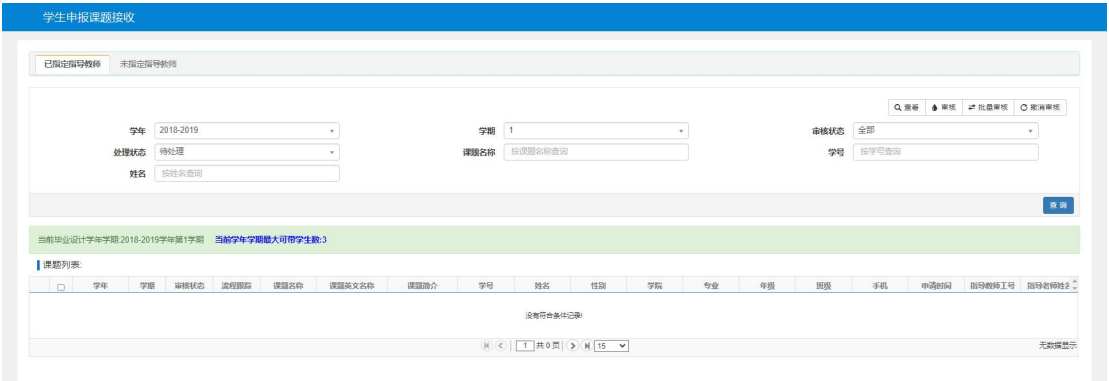 学生申报课题接收
已指定指导教师 未指定指导教师
查看 审核 批量审核 取消审核
学年 2018-2019 学期 1 审核状态 全部
处理状态 待处理 课题名称 按课题名称查询 学号 按学号查询
姓名 按姓名查询
查 询
当前毕业设计学年学期:2018-2019学年第1学期 当前学年学期最大可带学生数:3
课题列表:
学年 学期 审核状态 流程跟踪 课题名称 课题英文名称 课题简介 学号 姓名 性别 学院 专业 年级 班级 手机 申请时间 指导教师工号 指导老师姓名
没有符合条件记录!
1 共 0 页 15
无数据显示